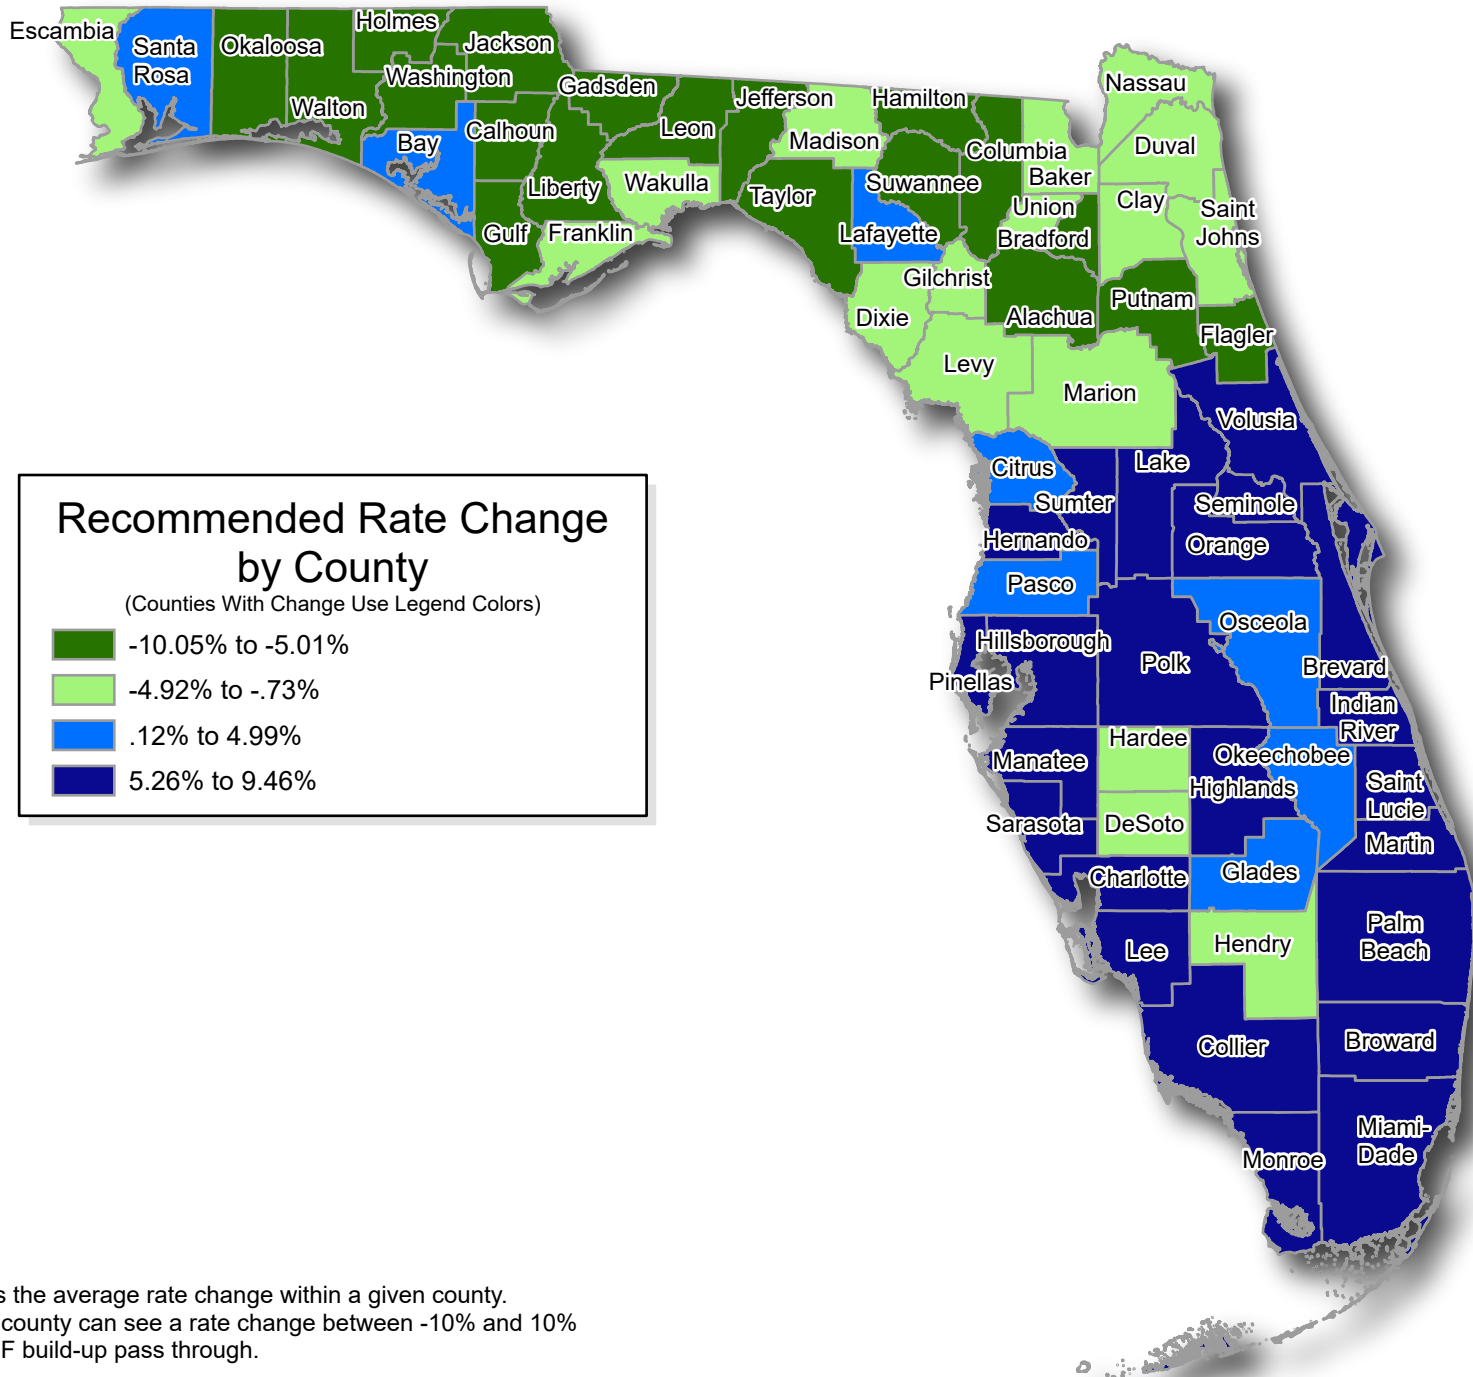 Escambia
Santa
Rosa
Okaloosa
Holmes
Jackson
Washington
Walton
Bay
Calhoun
Gadsden
Leon
Liberty
Gulf
Franklin
Wakulla
Jefferson
Madison
Hamilton
Taylor
Suwannee
Lafayette
Columbia
Baker
Union
Bradford
Nassau
Duval
Clay
Saint
Johns
Gilchrist
Dixie
Alachua
Putnam
Flagler
Levy
Marion
Volusia
Citrus
Lake
Sumter
Seminole
Hernando
Orange
Pasco
Osceola
Hillsborough
Polk
Pinellas
Brevard
Indian
River
Hardee
Manatee
Okeechobee
Highlands
Saint
Lucie
Sarasota
DeSoto
Martin
Charlotte
Glades
Lee
Hendry
Palm
Beach
Collier
Broward
Monroe
Miami-
Dade
Recommended Rate Change
by County
(Counties With Change Use Legend Colors)
-10.05% to -5.01%
-4.92% to -.73%
.12% to 4.99%
5.26% to 9.46%
s the average rate change within a given county.
county can see a rate change between -10% and 10%
F build-up pass through.